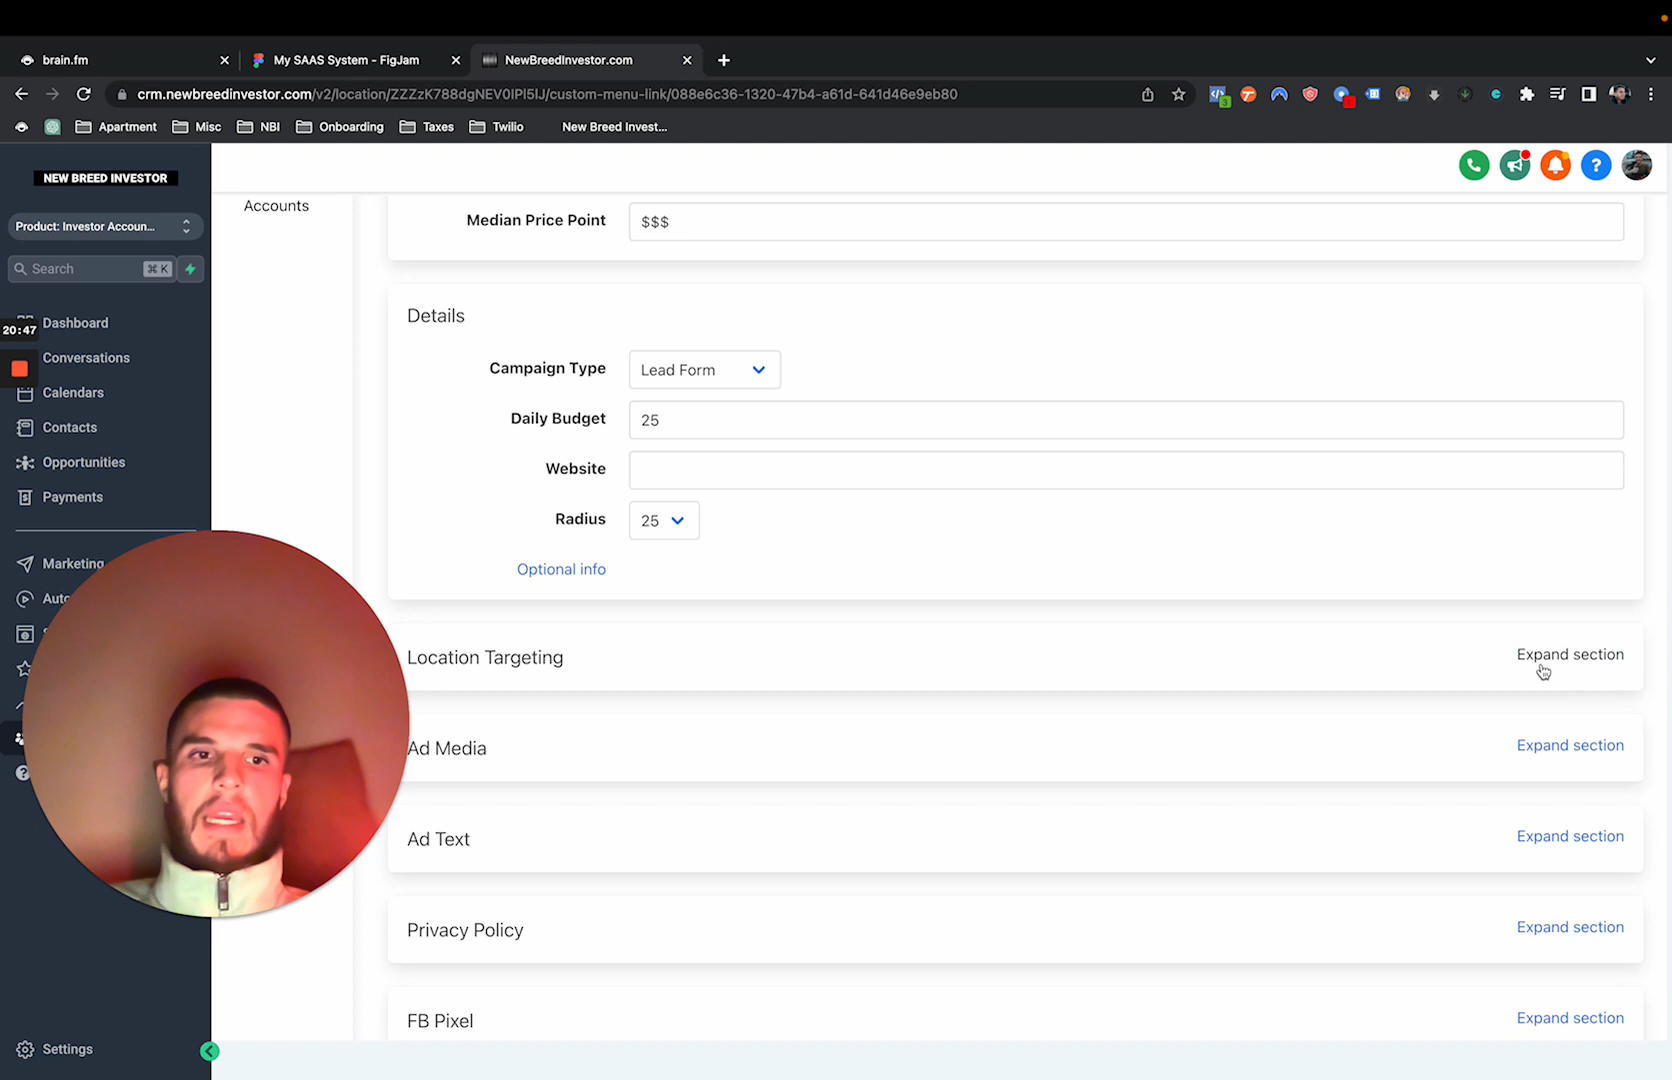 brain.fm
My SAAS System - FigJam
NewBreedInvestor.com
crm.newbreedinvestor.com/v2/location/ZZZzK788dgNEV0IPl5IJ/custom-menu-link/088e6c36-1320-47b4-a61d-641d46e9eb80
Apartment
Misc
NBI
Onboarding
Taxes
Twilio
New Breed Invest...
NEW BREED INVESTOR
Product: Investor Accoun...
Search
⌘ K
20:47
Dashboard
Conversations
Calendars
Contacts
Opportunities
Payments
Marketing
Auto
Settings
Accounts
Median Price Point
$$$
Details
Campaign Type
Lead Form
Daily Budget
25
Website
Radius
25
Optional info
Location Targeting
Expand section
Ad Media
Expand section
Ad Text
Expand section
Privacy Policy
Expand section
FB Pixel
Expand section